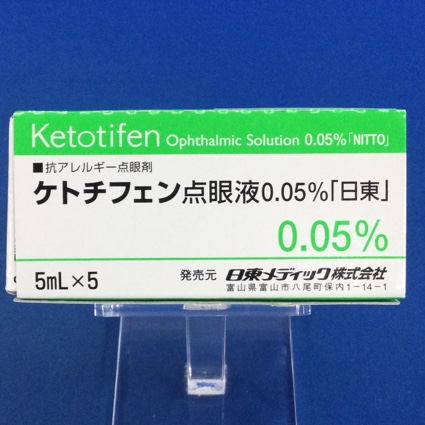 Ketotifen Ophthalmic Solution 0.05%「NITTO」
■抗アレルギー点眼剤
ケトチフェン点眼液0.05%「日東」
0.05%
5mL×5 発売元 日東メディック株式会社
富山県富山市八尾町保内1-14-1